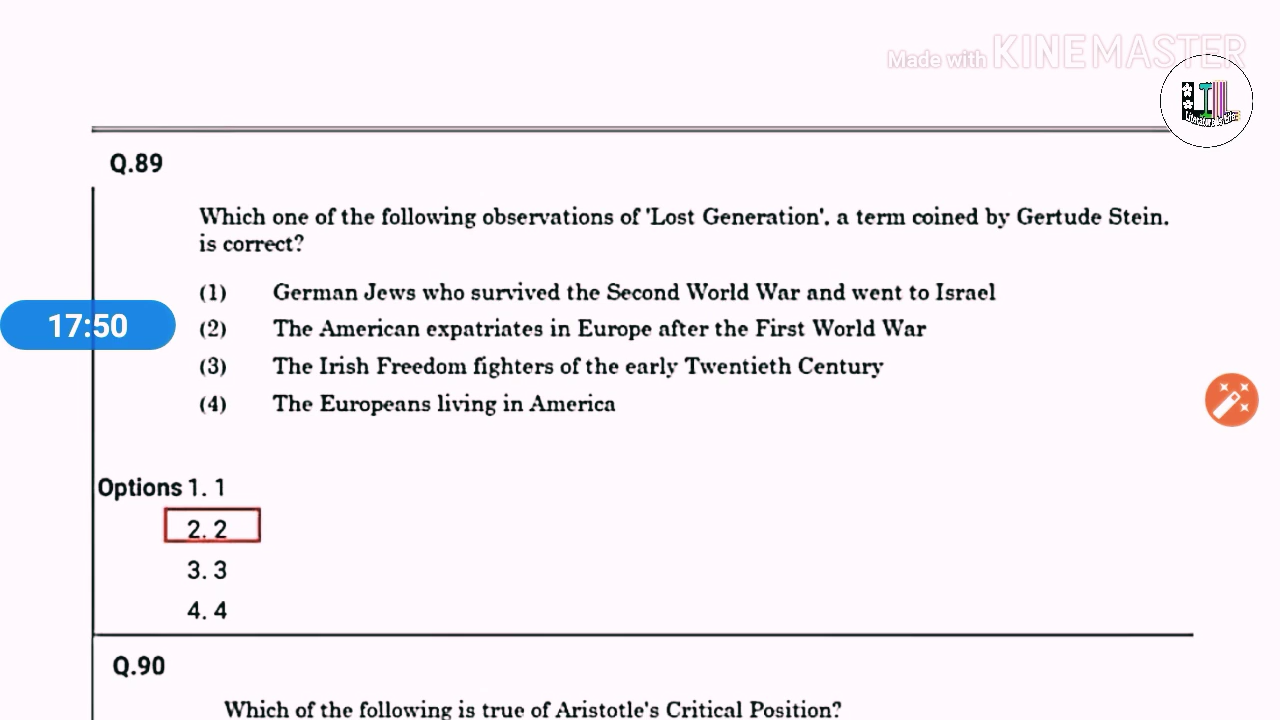 Made with KINEMASTER
Q.89
Which one of the following observations of 'Lost Generation', a term coined by Gertude Stein,
is correct?
(1) German Jews who survived the Second World War and went to Israel
17:50
(2) The American expatriates in Europe after the First World War
(3) The Irish Freedom fighters of the early Twentieth Century
(4) The Europeans living in America
Options 1. 1
2. 2
3. 3
4. 4
Q.90
Which of the following is true of Aristotle's Critical Position?